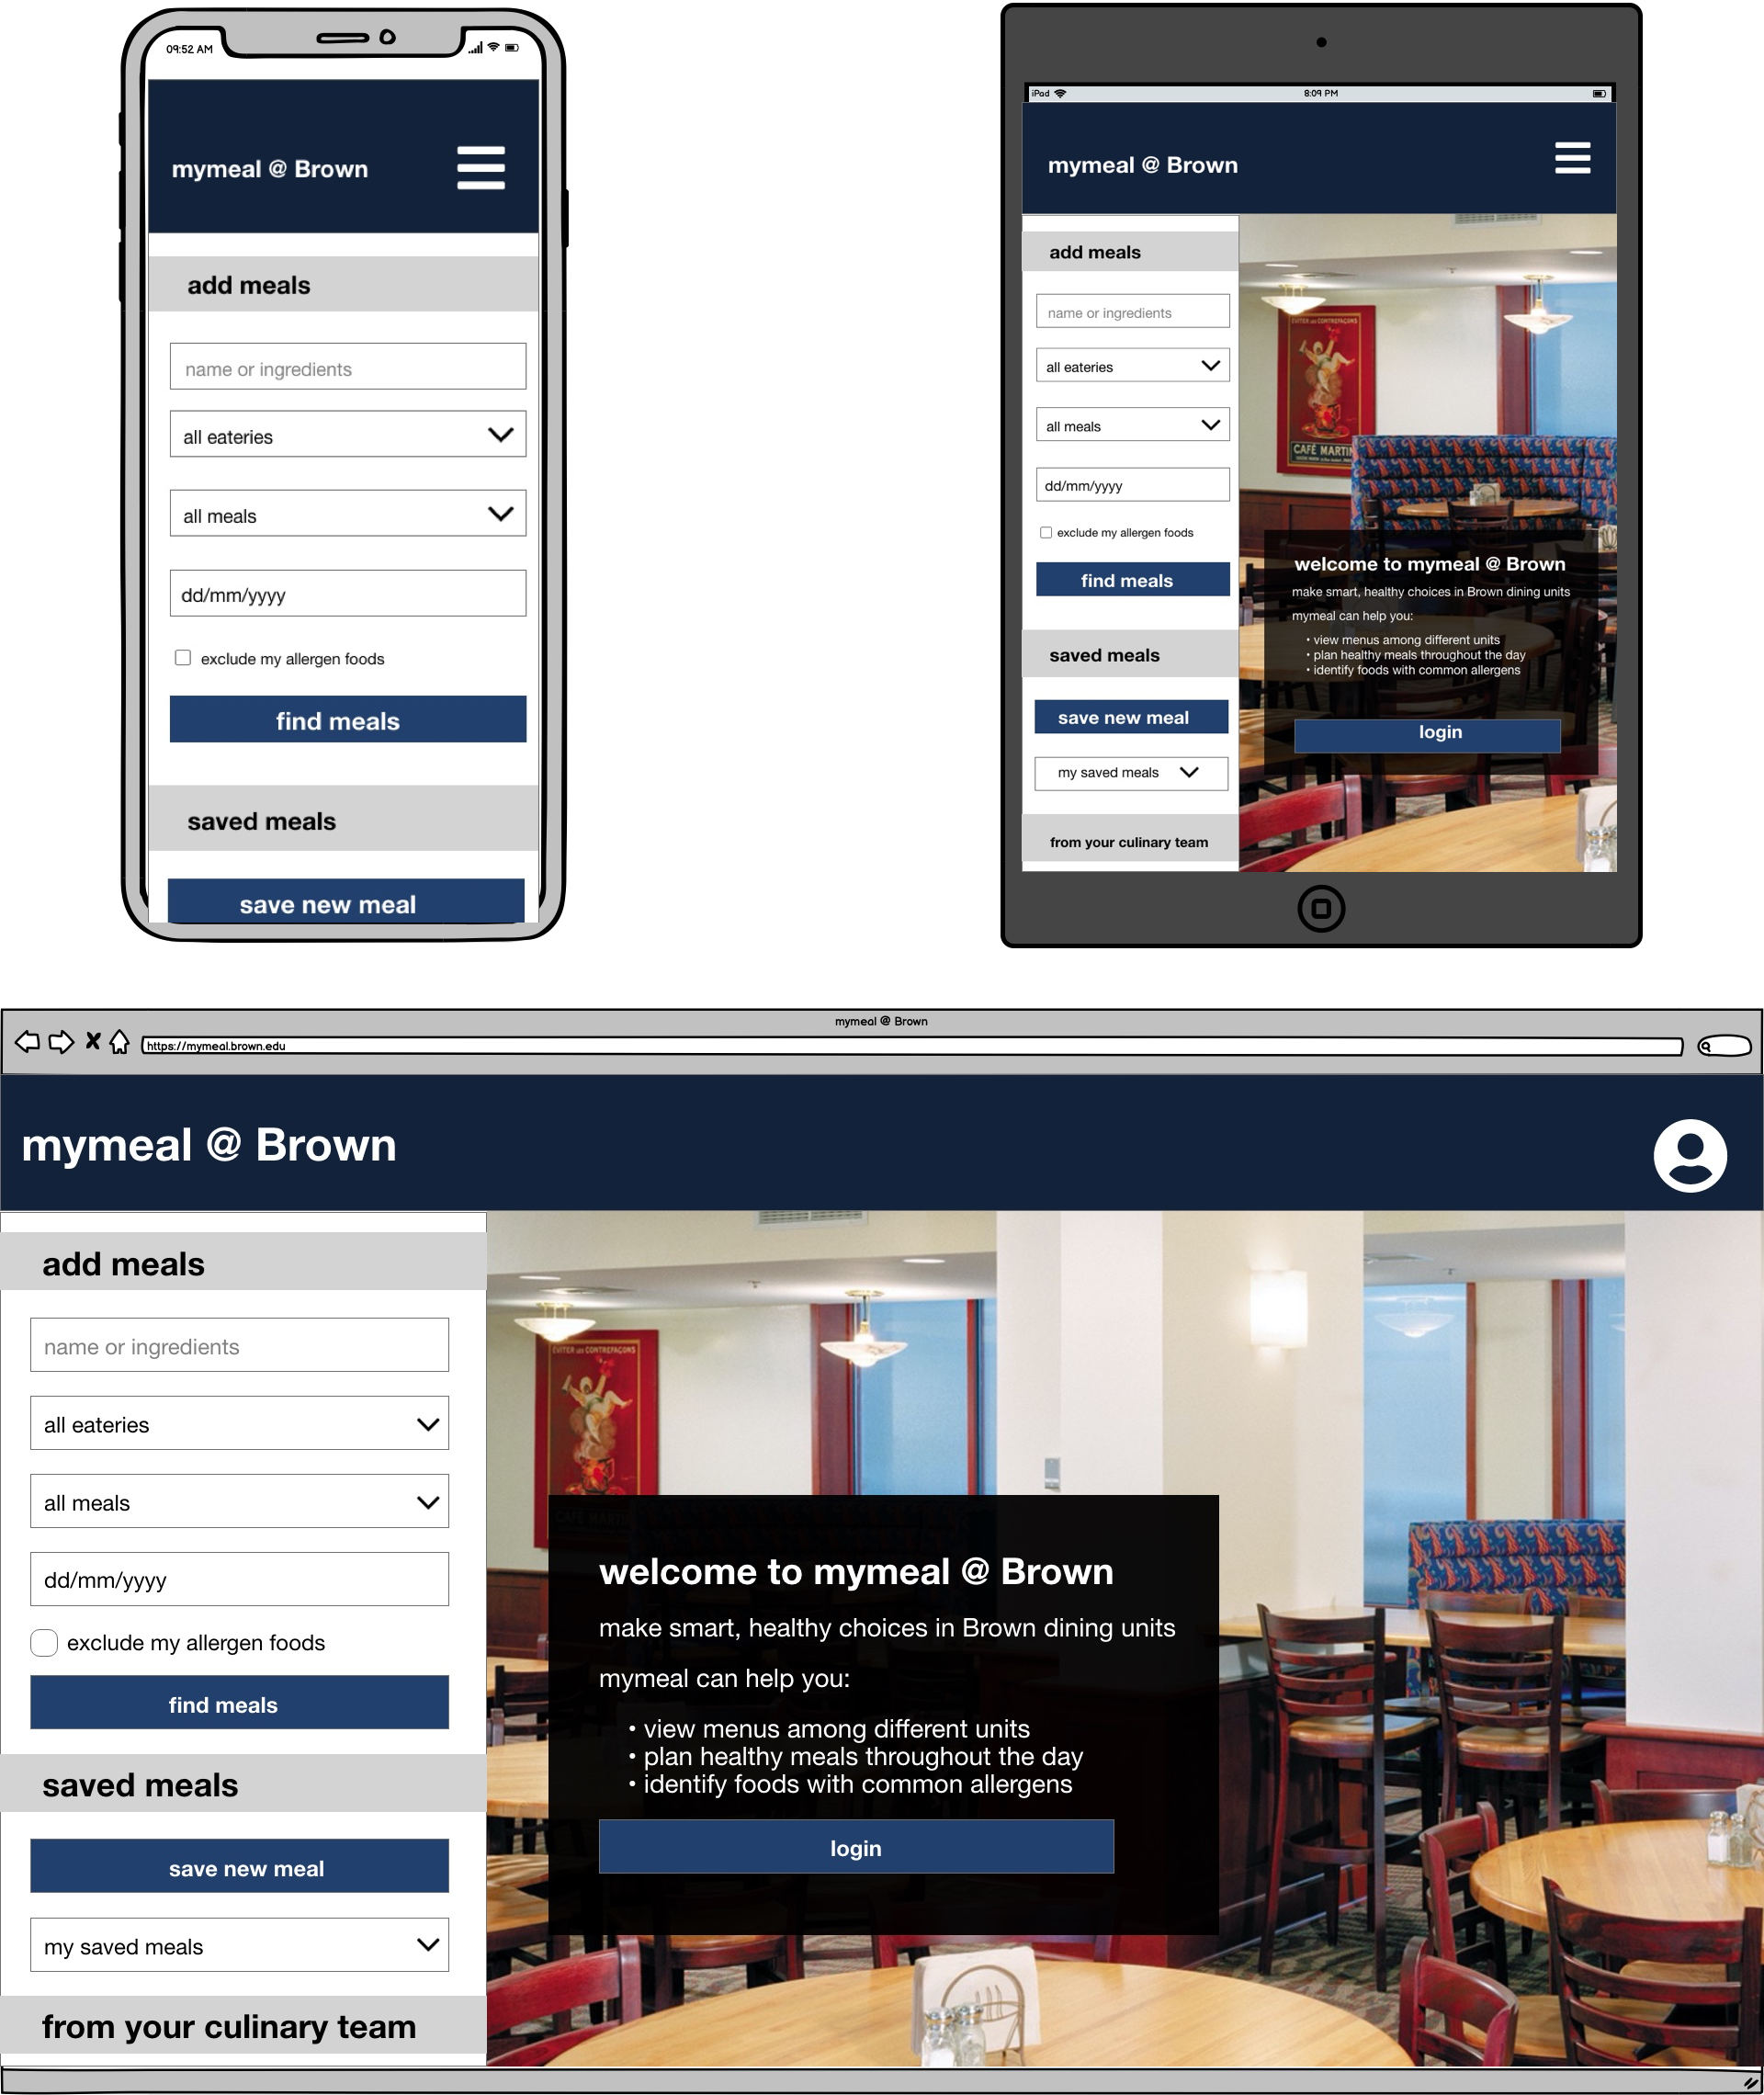 09:52 AM
mymeal @ Brown
add meals
name or ingredients
all eateries
all meals
dd/mm/yyyy
exclude my allergen foods
find meals
saved meals
save new meal
iPad
8:09 PM
mymeal @ Brown
add meals
name or ingredients
all eateries
all meals
dd/mm/yyyy
exclude my allergen foods
find meals
saved meals
save new meal
my saved meals
from your culinary team
CAFÉ MARTIN
welcome to mymeal @ Brown
make smart, healthy choices in Brown dining units
mymeal can help you:
• view menus among different units
• plan healthy meals throughout the day
• identify foods with common allergens
login
mymeal @ Brown
https://mymeal.brown.edu
mymeal @ Brown
add meals
name or ingredients
all eateries
all meals
dd/mm/yyyy
exclude my allergen foods
find meals
saved meals
save new meal
my saved meals
from your culinary team
EVITER les CONTREFAÇONS
CAFÉ MARTIN
welcome to mymeal @ Brown
make smart, healthy choices in Brown dining units
mymeal can help you:
• view menus among different units
• plan healthy meals throughout the day
• identify foods with common allergens
login